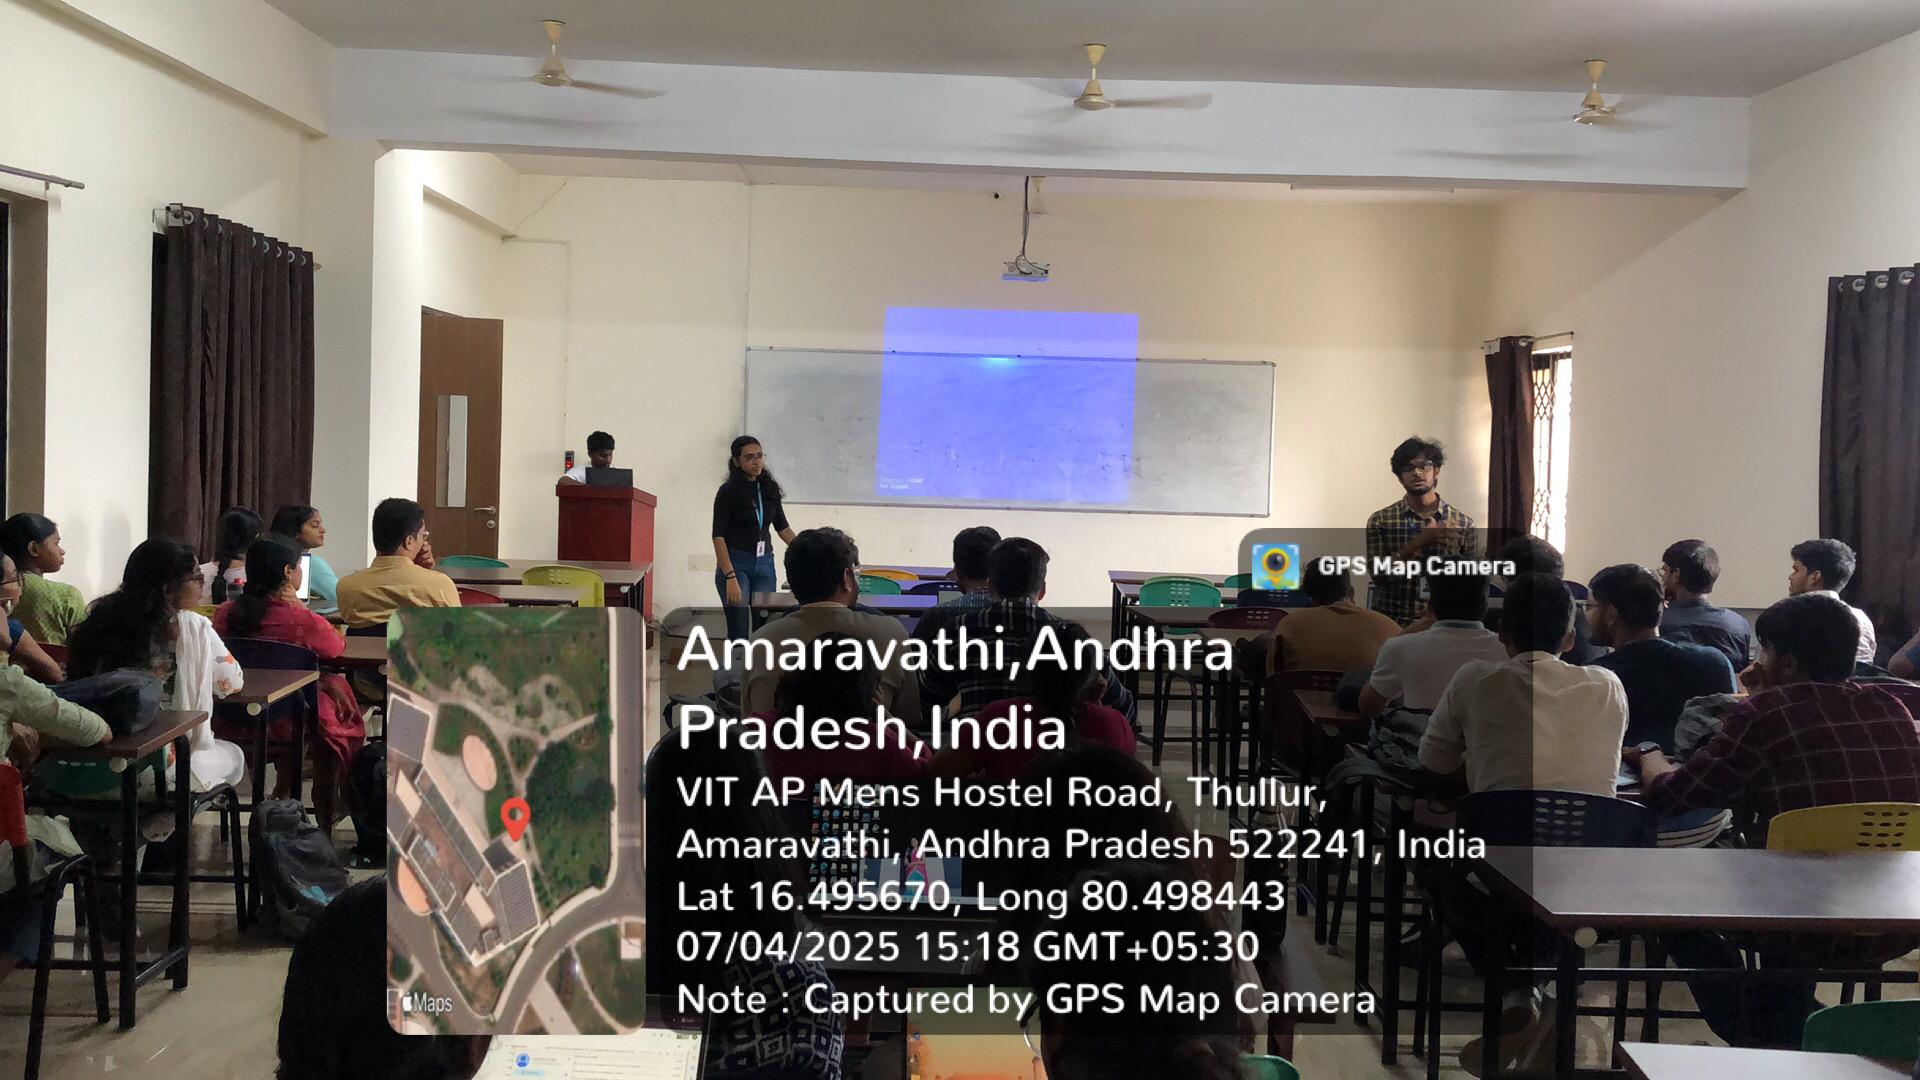 GPS Map Camera
Amaravathi,Andhra
Pradesh,India
VIT AP Mens Hostel Road, Thullur,
Amaravathi, Andhra Pradesh 522241, India
Lat 16.495670, Long 80.498443
07/04/2025 15:18 GMT+05:30
Note : Captured by GPS Map Camera
Maps